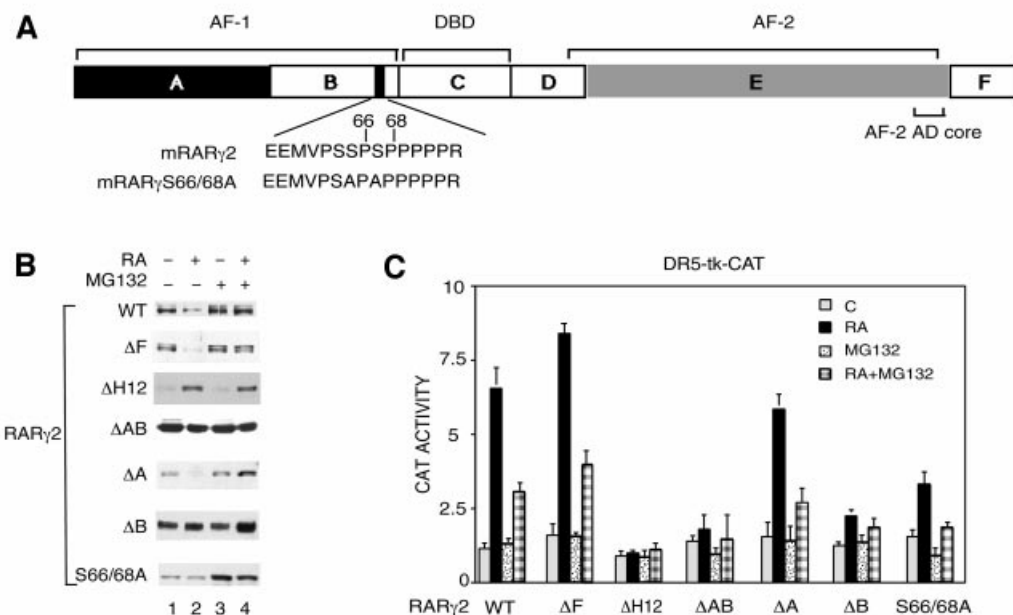 A
AF-1 DBD AF-2
A B C D E F
66 68
AF-2 AD core
mRARγ2 EEMVPSSPSPPPPPR
mRARγS66/68A EEMVPSAPAPPPPPR
B
RA – + – +
MG132 – – + +
WT
ΔF
ΔH12
RARγ2
ΔAB
ΔA
ΔB
S66/68A
1 2 3 4
C
DR5-tk-CAT
10
7.5
5
2.5
0
CAT ACTIVITY
C
RA
MG132
RA+MG132
RARγ2 WT ΔF ΔH12 ΔAB ΔA ΔB S66/68A